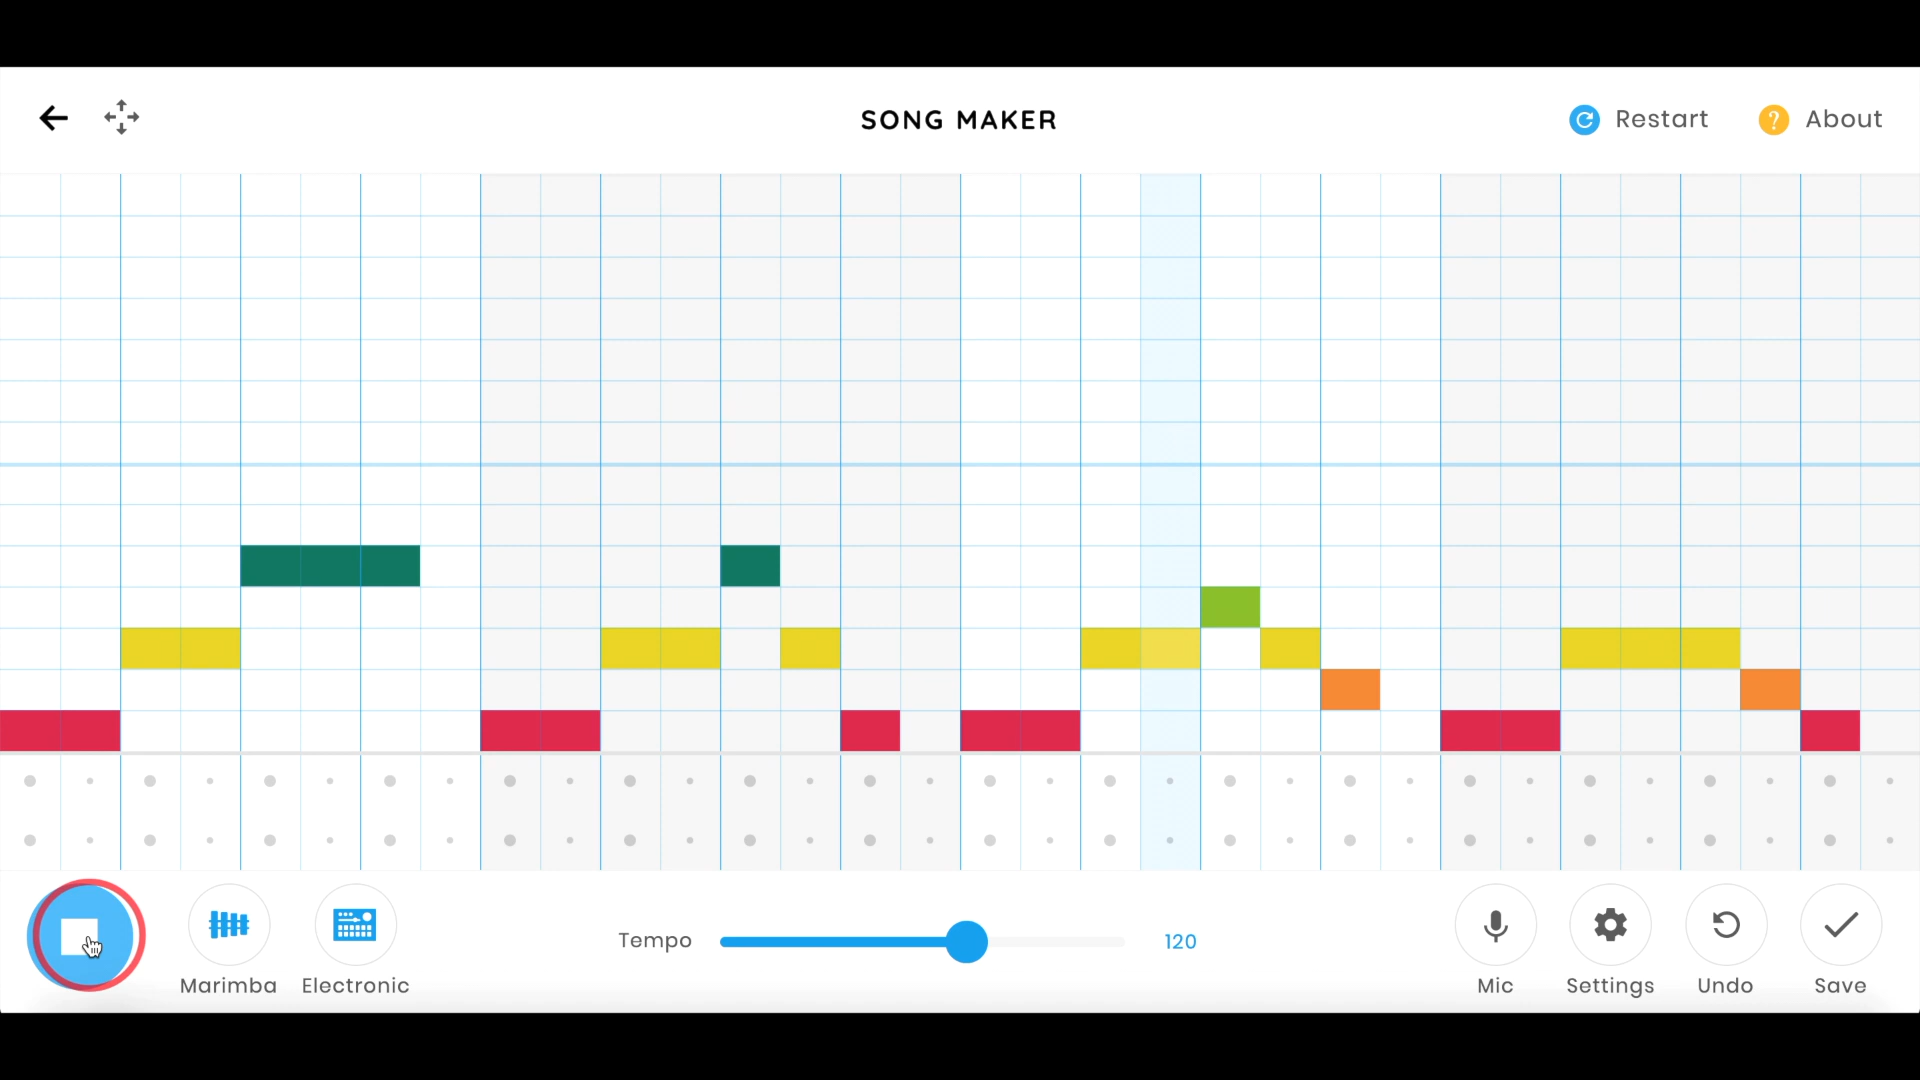 SONG MAKER
Restart
? About
Marimba
Electronic
Tempo
120
Mic
Settings
Undo
Save